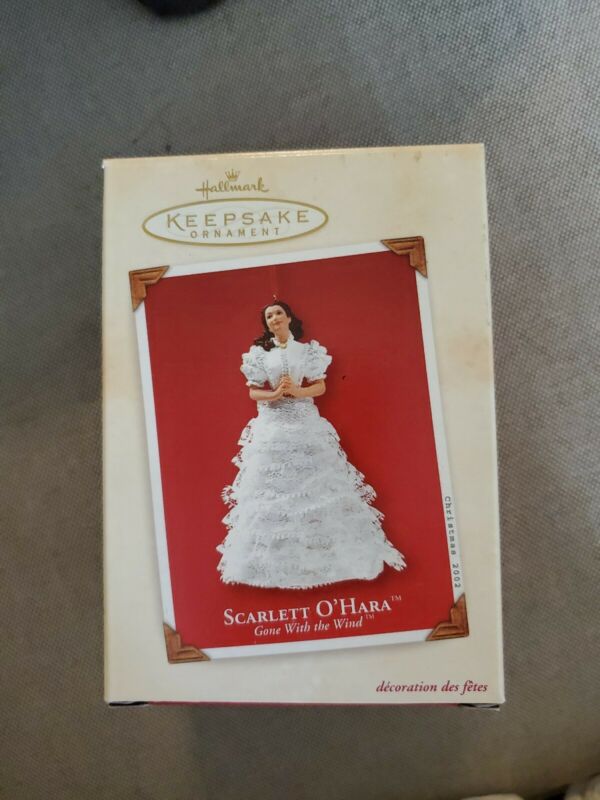 Hallmark
KEEPSAKE
ORNAMENT
Christmas 2002
SCARLETT O'HARA™
Gone With the Wind™
décoration des fêtes